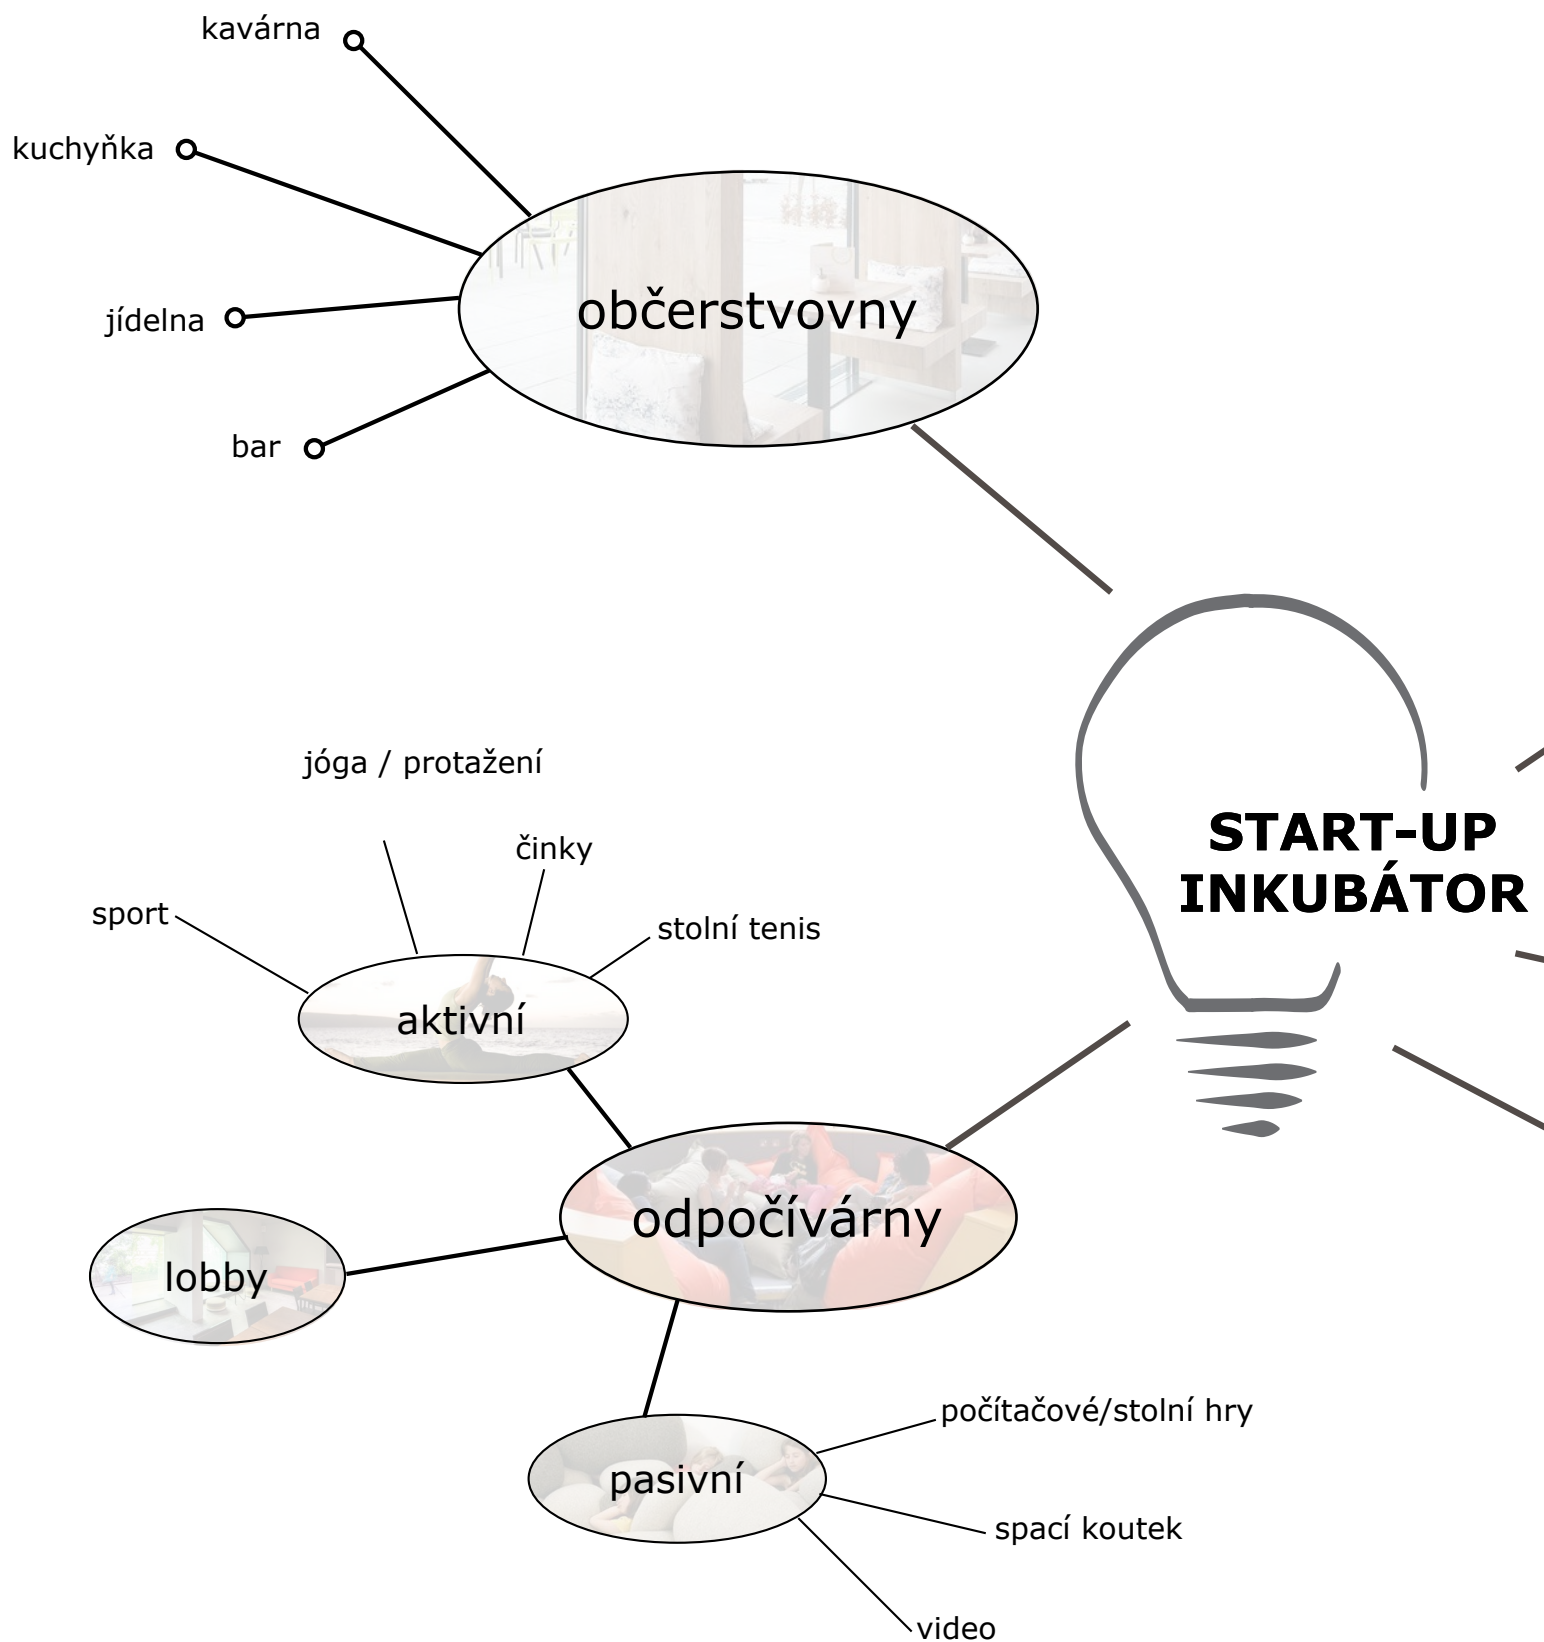 kavárna
kuchyňka
občerstvovny
jídelna
bar
jóga / protažení
činky
sport
stolní tenis
aktivní
START-UP
INKUBÁTOR
odpočívárny
lobby
pasivní
počítačové/stolní hry
spací koutek
video